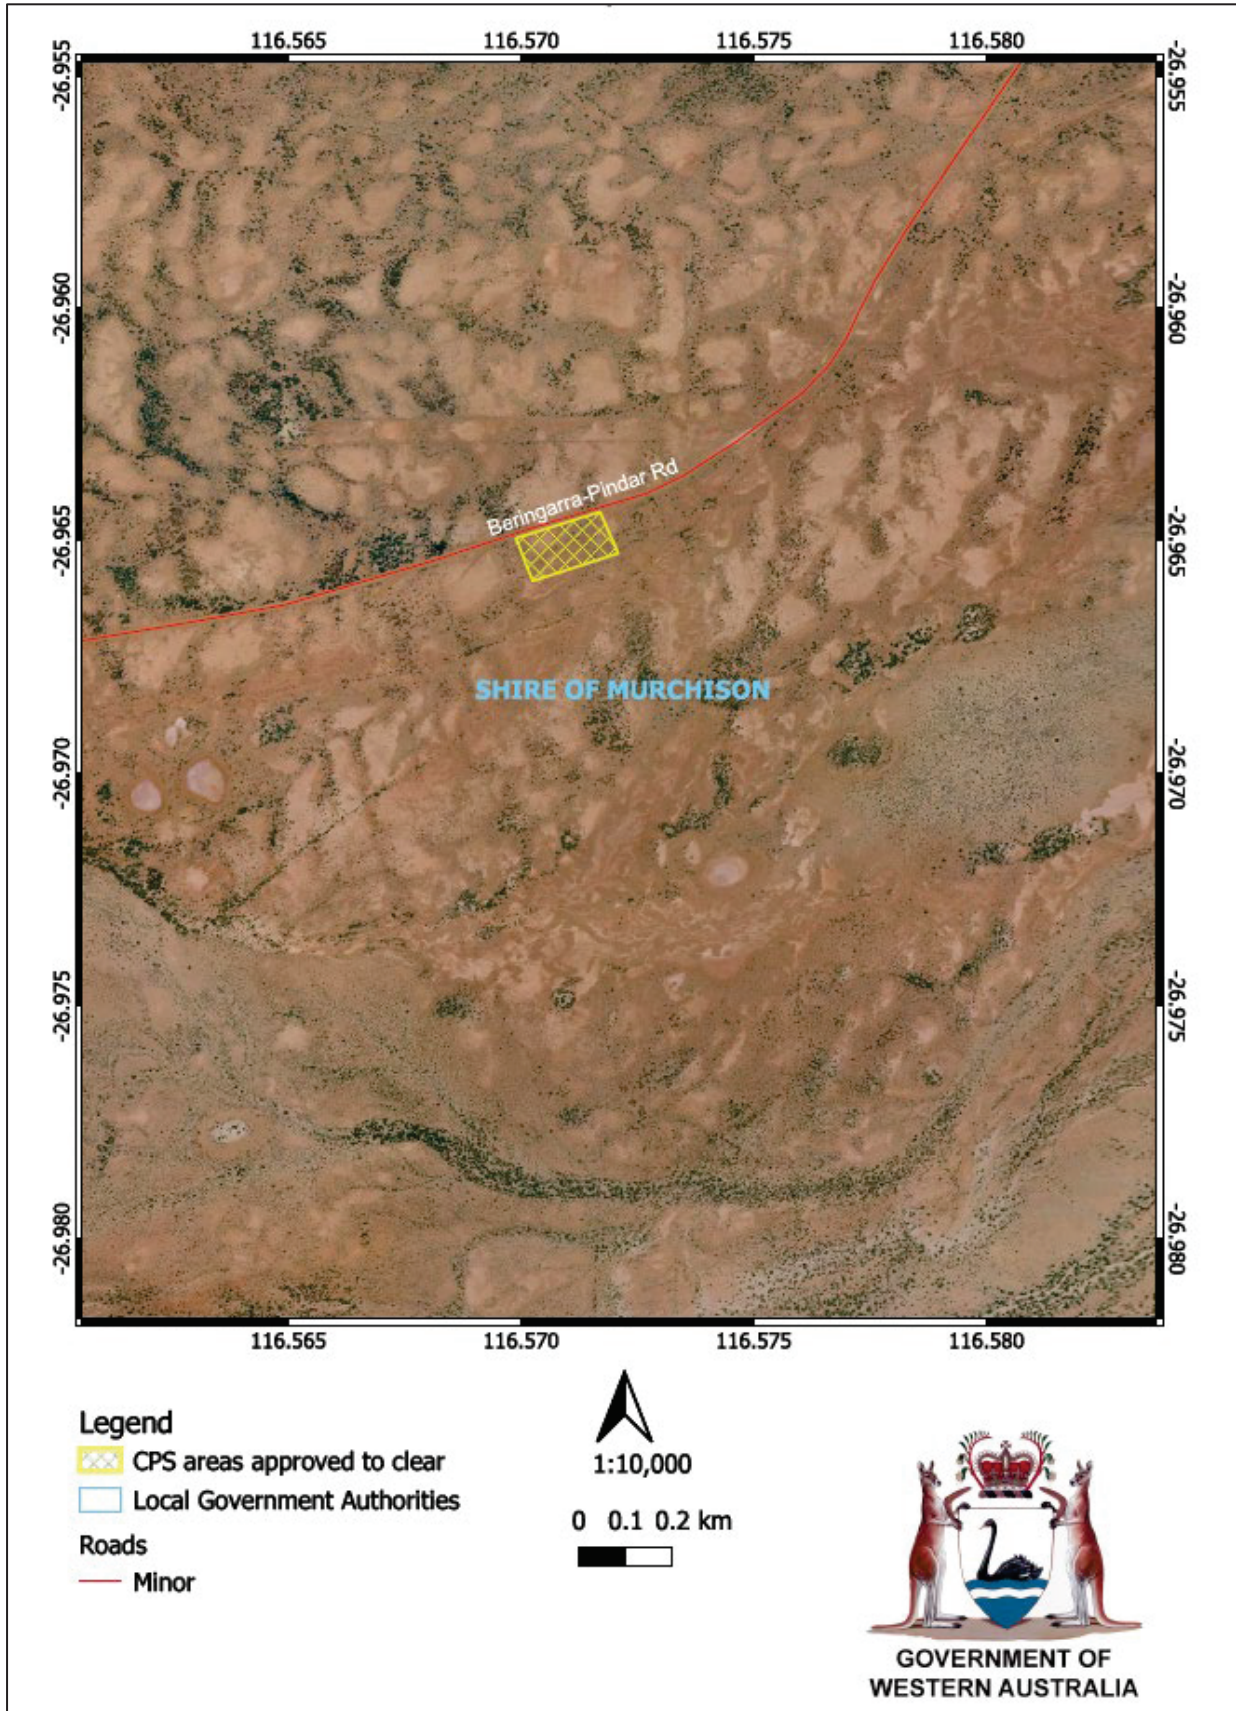 116.565 116.570 116.575 116.580
-26.955 -26.955
-26.960 -26.960
Beringarra-Pindar Rd
-26.965 -26.965
SHIRE OF MURCHISON
-26.970 -26.970
-26.975 -26.975
-26.980 -26.980
116.565 116.570 116.575 116.580
Legend
CPS areas approved to clear
Local Government Authorities
Roads
Minor
1:10,000
0 0.1 0.2 km
GOVERNMENT OF
WESTERN AUSTRALIA